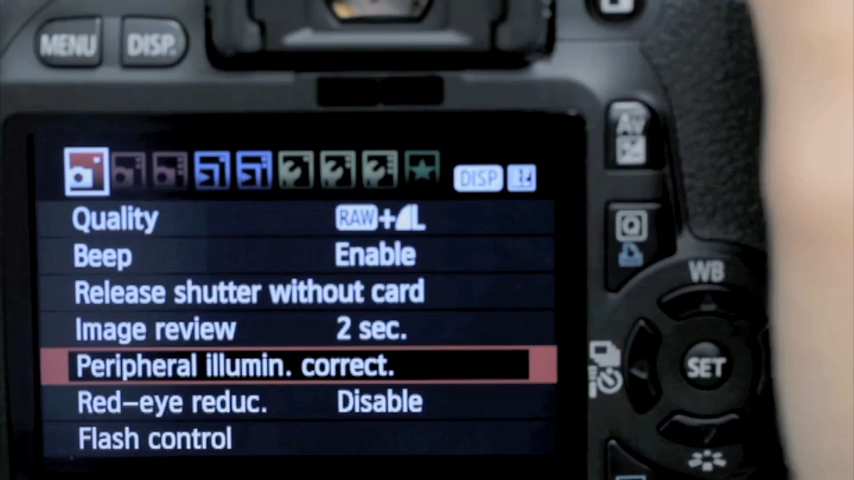 MENU DISP.
DISP
Quality RAW+L
Beep Enable
Release shutter without card
Image review 2 sec.
Peripheral illumin. correct.
Red-eye reduc. Disable
Flash control
Av
WB
SET